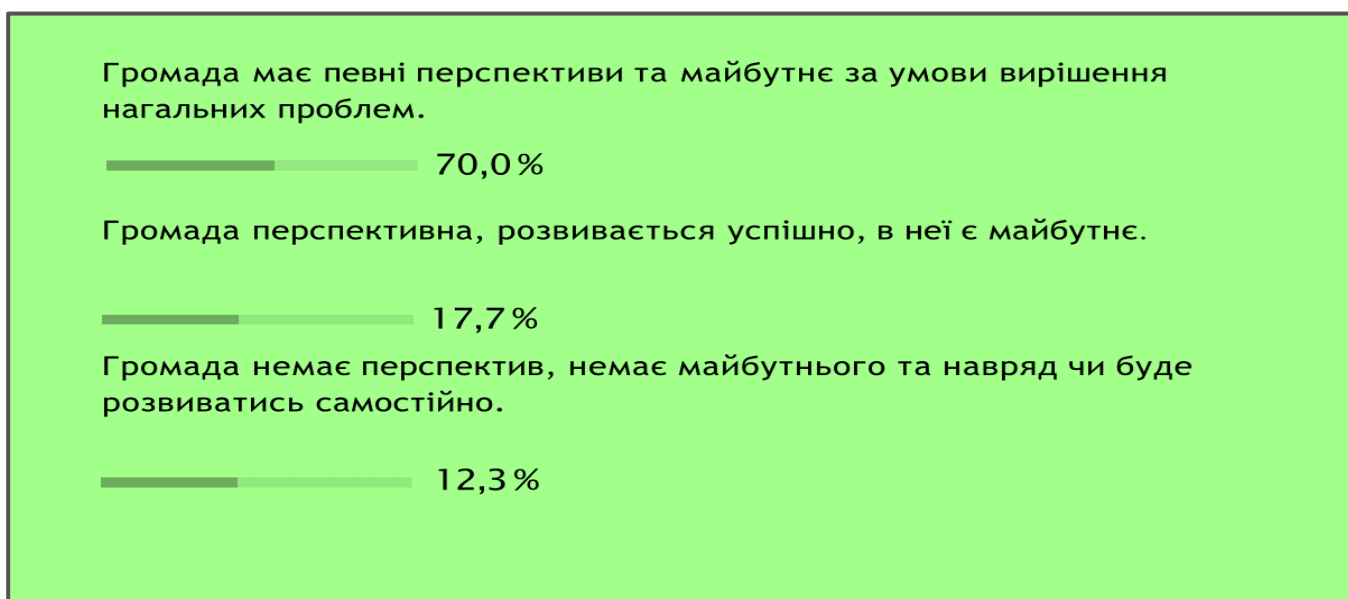 Громада має певні перспективи та майбутнє за умови вирішення
нагальних проблем.
70,0%
Громада перспективна, розвивається успішно, в неї є майбутнє.
17,7%
Громада немає перспектив, немає майбутнього та навряд чи буде
розвиватись самостійно.
12,3%